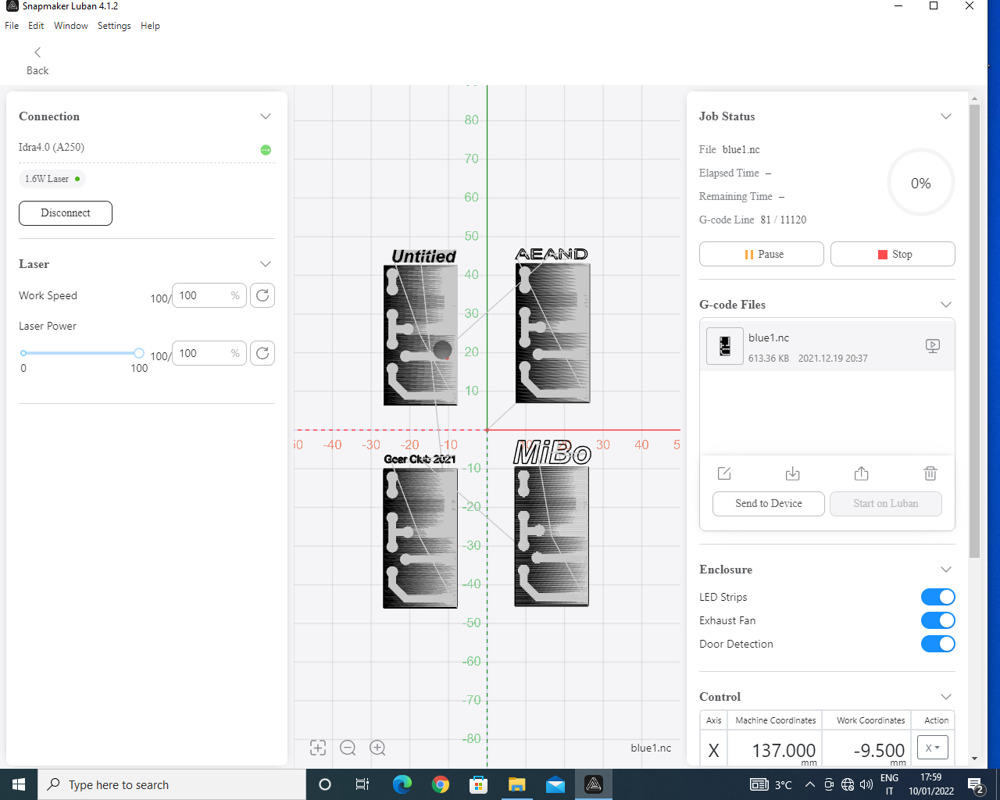 Snapmaker Luban 4.1.2
File Edit Window Settings Help
Back
Connection
Idra4.0 (A250)
1.6W Laser
Disconnect
Laser
Work Speed 100/ 100 %
Laser Power
100/ 100 %
0 100
80
70
60
50
Untitled AEAND
40
30
20
10
-40 -20 -10 10 20 30 40 5
Gear Club 2021 MiBo
-10
-20
-30
-40
-50
-60
-70
-80
blue1.nc
Job Status
File blue1.nc
Elapsed Time –
Remaining Time –
G-code Line 81 / 11120
0%
Pause Stop
G-code Files
blue1.nc
613.36 KB 2021.12.19 20:37
Send to Device Start on Luban
Enclosure
LED Strips
Exhaust Fan
Door Detection
Control
Axis Machine Coordinates Work Coordinates Action
X 137.000 mm -9.500 mm X
Type here to search
3°C
ENG
IT
17:59
10/01/2022
2